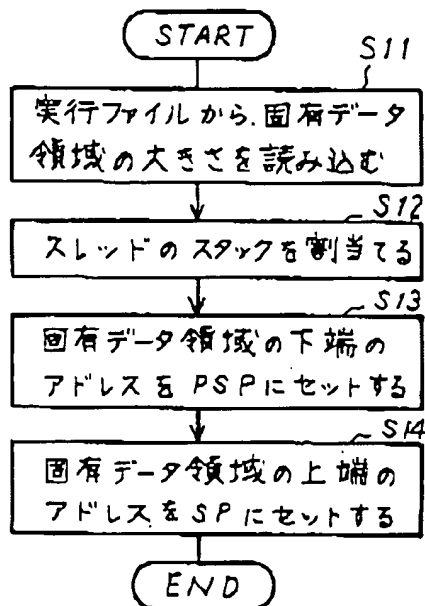 START
S11
実行ファイルから、固有データ
領域の大きさを読み込む
S12
スレッドのスタックを割当てる
S13
固有データ領域の下端の
アドレスをPSPにセットする
S14
固有データ領域の上端の
アドレスをSPにセットする
END